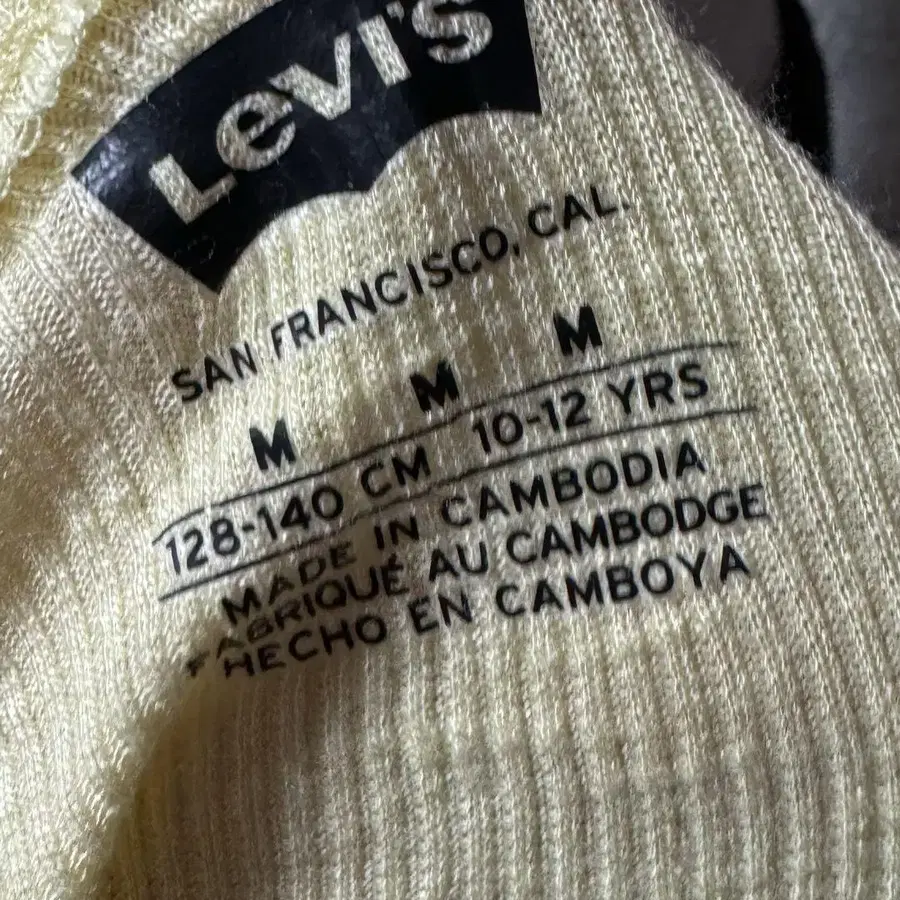 Levi's
SAN FRANCISCO, CAL.
M M M
128-140 CM 10-12 YRS
MADE IN CAMBODIA
FABRIQUÉ AU CAMBODGE
HECHO EN CAMBOYA